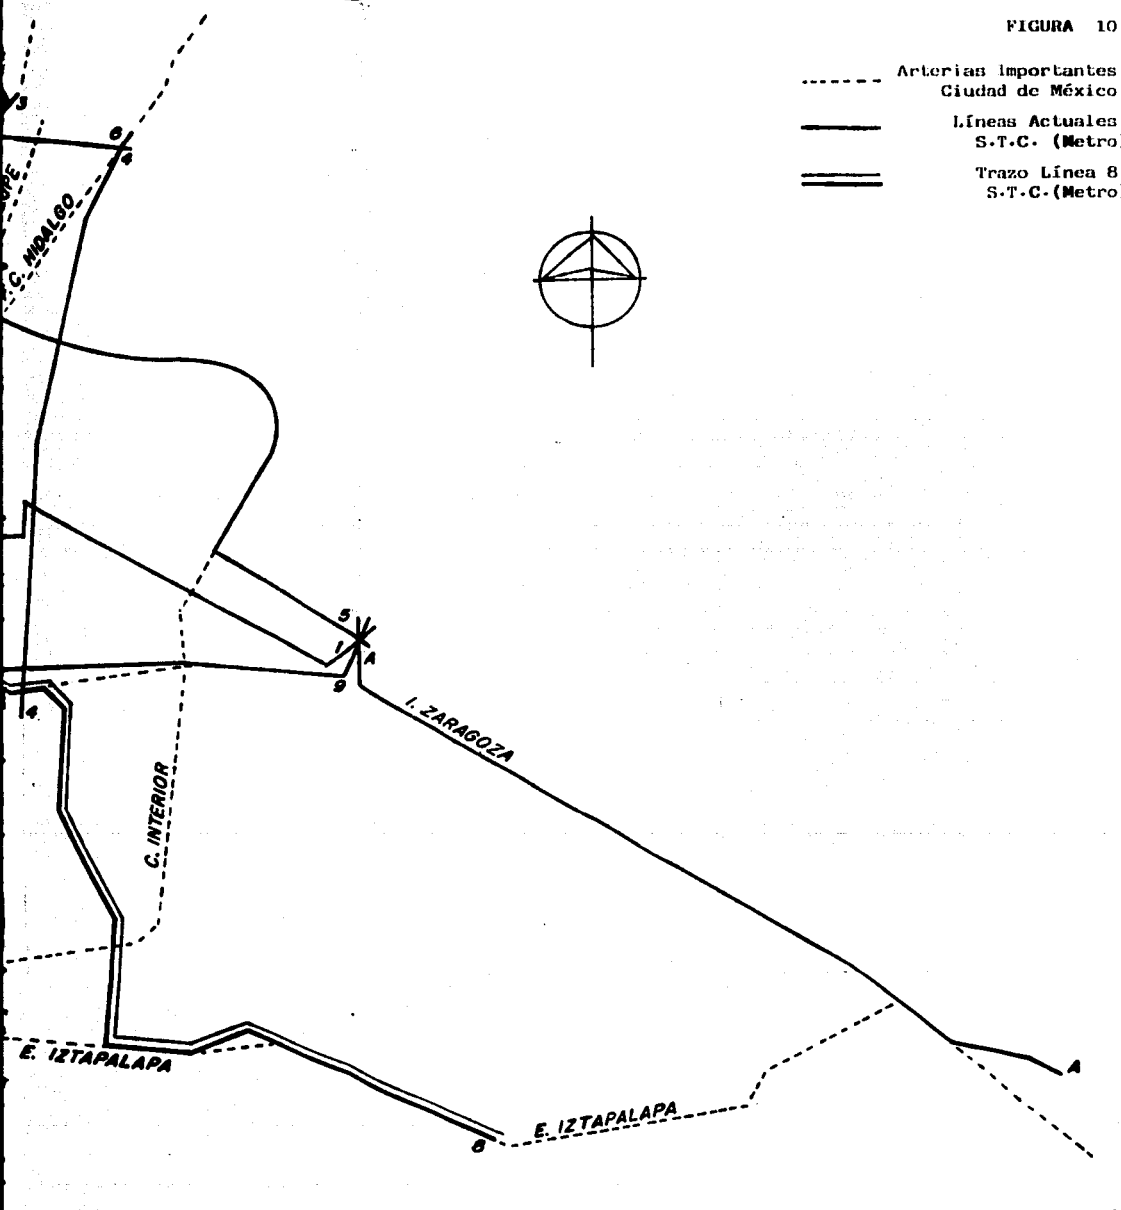 FIGURA 10
Arterias Importantes
Ciudad de México
Líneas Actuales
S.T.C. (Metro)
Trazo Línea 8
S.T.C.(Metro)
3
6
4
C. HIDALGO
5
1
A
9
4
I. ZARAGOZA
C. INTERIOR
E. IZTAPALAPA
A
E. IZTAPALAPA
8